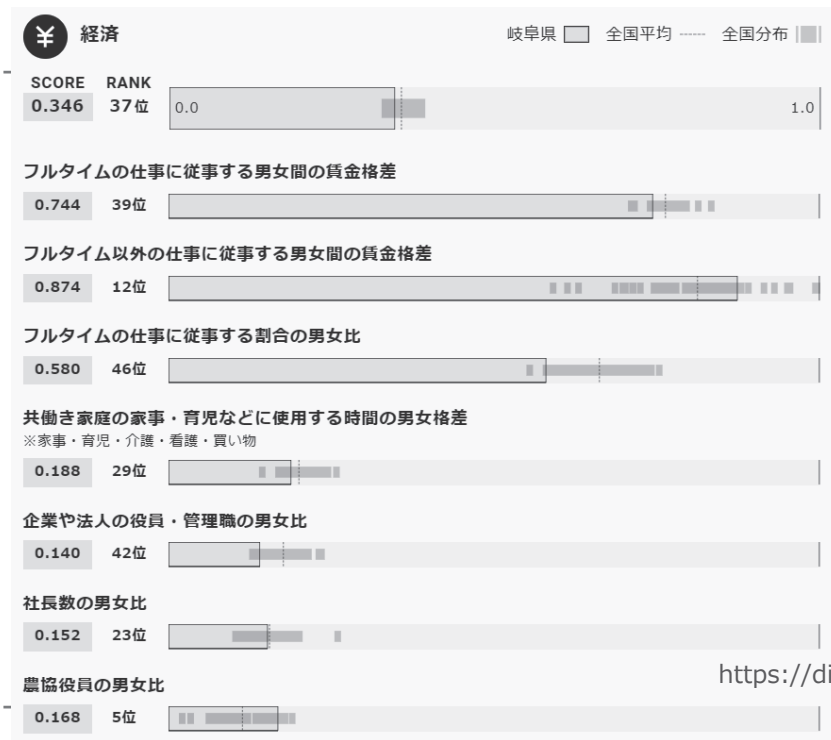 ¥ 経済 岐阜県 全国平均 全国分布
SCORE RANK
0.346 37位 0.0 1.0
フルタイムの仕事に従事する男女間の賃金格差
0.744 39位
フルタイム以外の仕事に従事する男女間の賃金格差
0.874 12位
フルタイムの仕事に従事する割合の男女比
0.580 46位
共働き家庭の家事・育児などに使用する時間の男女格差
※家事・育児・介護・看護・買い物
0.188 29位
企業や法人の役員・管理職の男女比
0.140 42位
社長数の男女比
0.152 23位
https://di
農協役員の男女比
0.168 5位